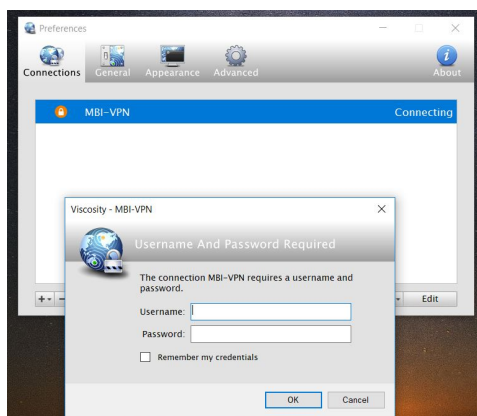 Preferences
Connections General Appearance Advanced About
MBI-VPN Connecting
Viscosity - MBI-VPN
Username And Password Required
The connection MBI-VPN requires a username and
password.
Username:
Password:
Remember my credentials
OK Cancel
+ - Edit